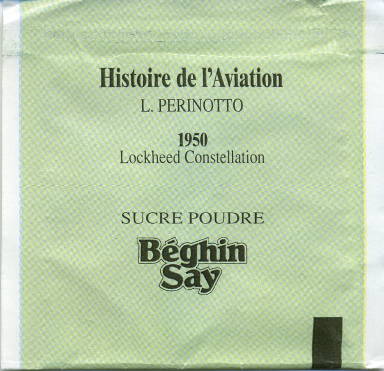 Histoire de l'Aviation
L. PERINOTTO
1950
Lockheed Constellation
SUCRE POUDRE
Béghin
Say